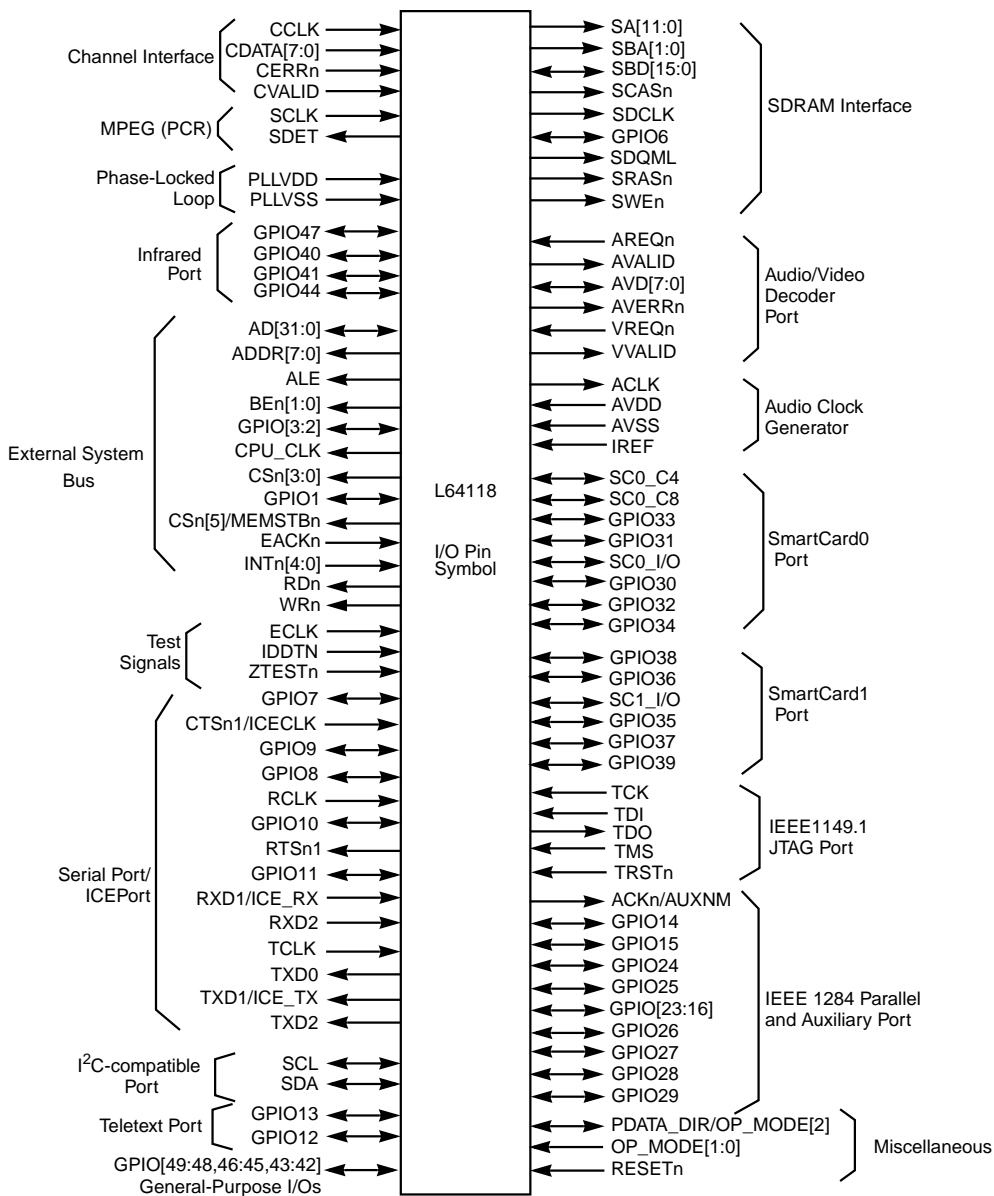 Channel Interface
CCLK
CDATA[7:0]
CERRn
CVALID
MPEG (PCR)
SCLK
SDET
Phase-Locked
Loop
PLLVDD
PLLVSS
Infrared
Port
GPIO47
GPIO40
GPIO41
GPIO44
External System
Bus
AD[31:0]
ADDR[7:0]
ALE
BEn[1:0]
GPIO[3:2]
CPU_CLK
CSn[3:0]
GPIO1
CSn[5]/MEMSTBn
EACKn
INTn[4:0]
RDn
WRn
Test
Signals
ECLK
IDDTN
ZTESTn
Serial Port/
ICEPort
GPIO7
CTSn1/ICECLK
GPIO9
GPIO8
RCLK
GPIO10
RTSn1
GPIO11
RXD1/ICE_RX
RXD2
TCLK
TXD0
TXD1/ICE_TX
TXD2
I2C-compatible
Port
SCL
SDA
Teletext Port
GPIO13
GPIO12
GPIO[49:48,46:45,43:42]
General-Purpose I/Os
L64118
I/O Pin
Symbol
SA[11:0]
SBA[1:0]
SBD[15:0]
SCASn
SDCLK
GPIO6
SDQML
SRASn
SWEn
SDRAM Interface
AREQn
AVALID
AVD[7:0]
AVERRn
VREQn
VVALID
Audio/Video
Decoder
Port
ACLK
AVDD
AVSS
IREF
Audio Clock
Generator
SC0_C4
SC0_C8
GPIO33
GPIO31
SC0_I/O
GPIO30
GPIO32
GPIO34
SmartCard0
Port
GPIO38
GPIO36
SC1_I/O
GPIO35
GPIO37
GPIO39
SmartCard1
Port
TCK
TDI
TDO
TMS
TRSTn
IEEE1149.1
JTAG Port
ACKn/AUXNM
GPIO14
GPIO15
GPIO24
GPIO25
GPIO[23:16]
GPIO26
GPIO27
GPIO28
GPIO29
IEEE 1284 Parallel
and Auxiliary Port
PDATA_DIR/OP_MODE[2]
OP_MODE[1:0]
RESETn
Miscellaneous